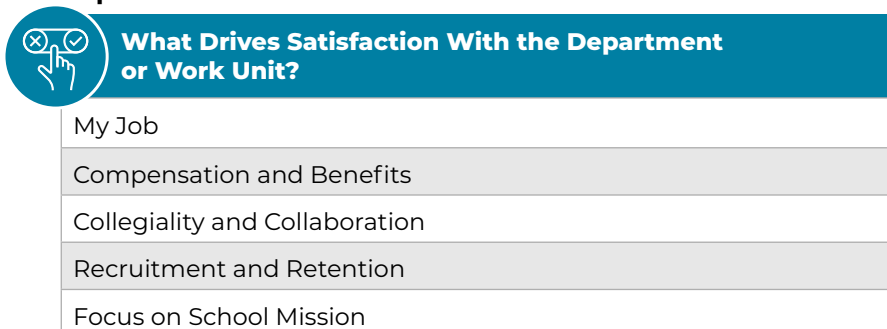 What Drives Satisfaction With the Department
or Work Unit?
My Job
Compensation and Benefits
Collegiality and Collaboration
Recruitment and Retention
Focus on School Mission